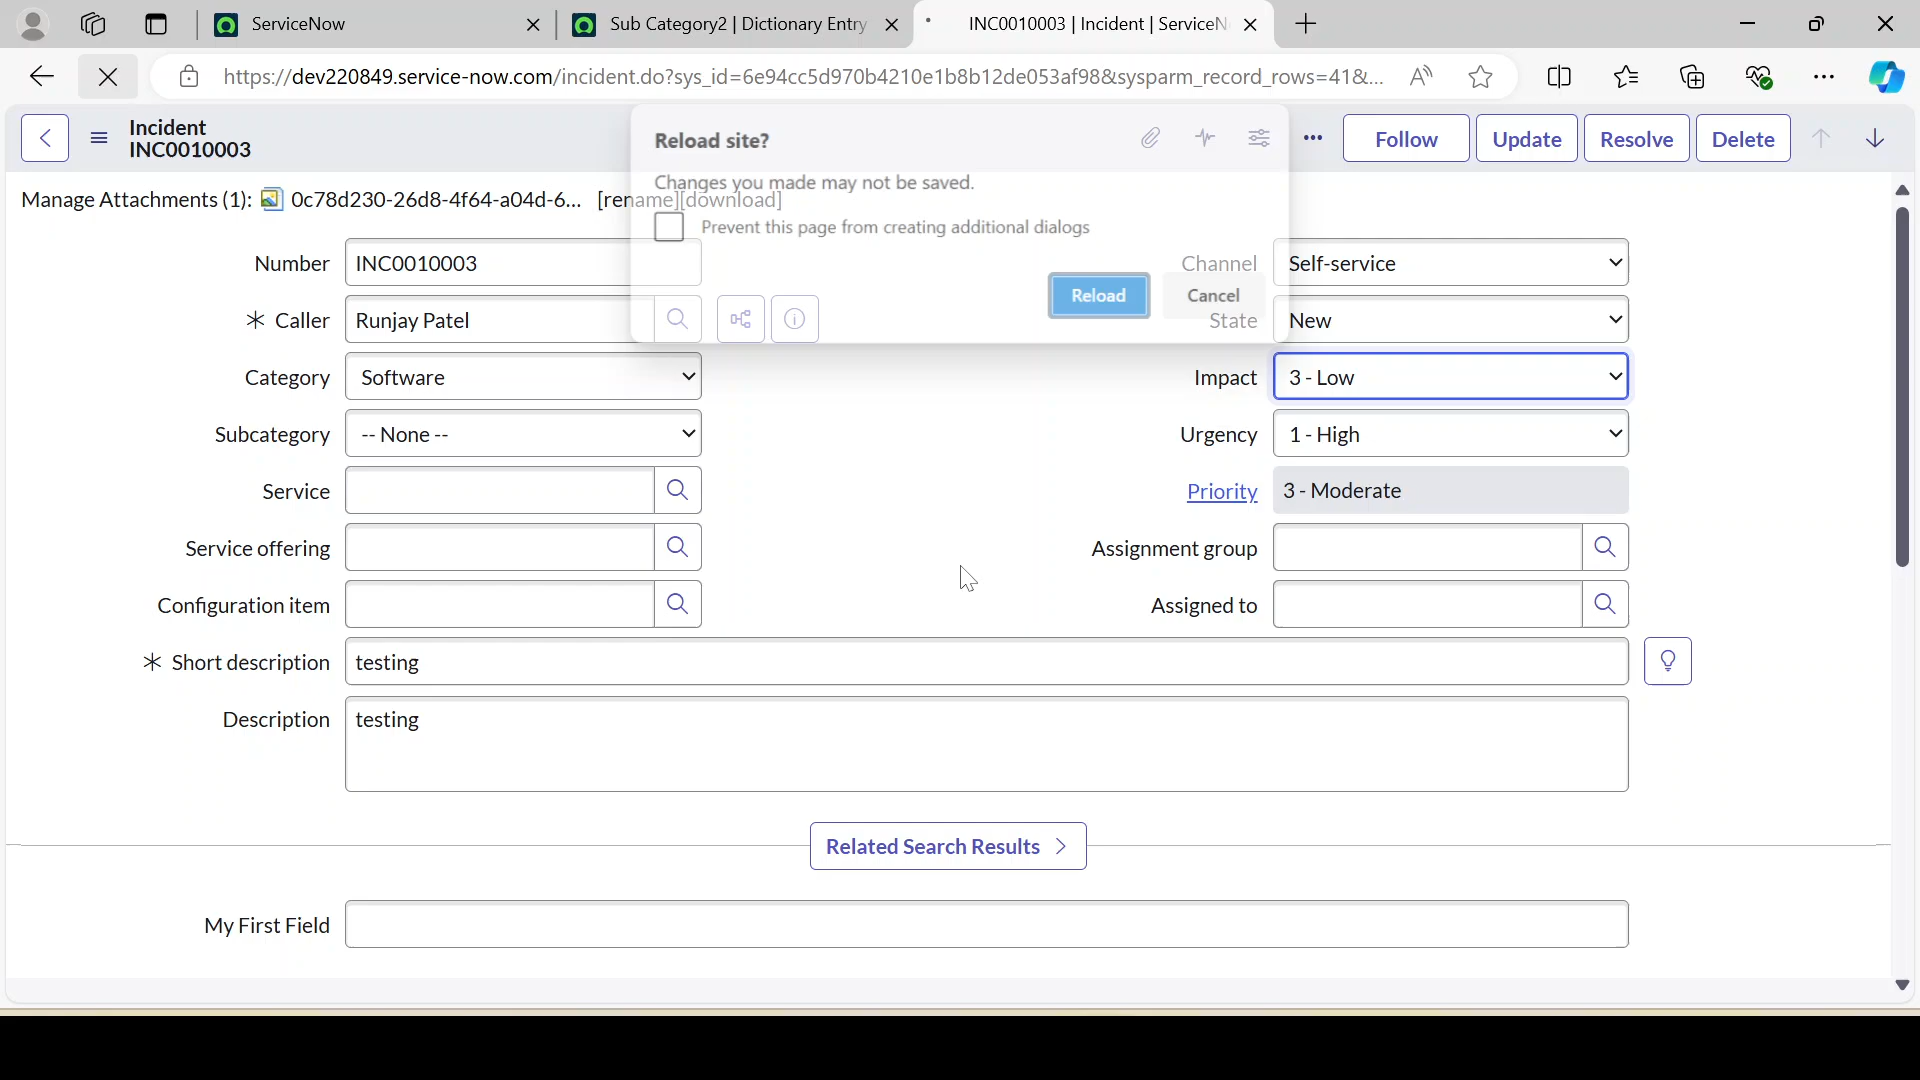 ServiceNow
Sub Category2 | Dictionary Entry
INC0010003 | Incident | ServiceN
https://dev220849.service-now.com/incident.do?sys_id=6e94cc5d970b4210e1b8b12de053af98&sysparm_record_rows=41&...
Incident
INC0010003
Reload site?
Changes you made may not be saved.
Prevent this page from creating additional dialogs
Reload
Cancel
Follow
Update
Resolve
Delete
Manage Attachments (1): 0c78d230-26d8-4f64-a04d-6... [rename][download]
Number INC0010003
Channel Self-service
* Caller Runjay Patel
State New
Category Software
Impact 3 - Low
Subcategory -- None --
Urgency 1 - High
Service
Priority 3 - Moderate
Service offering
Assignment group
Configuration item
Assigned to
* Short description testing
Description testing
Related Search Results >
My First Field